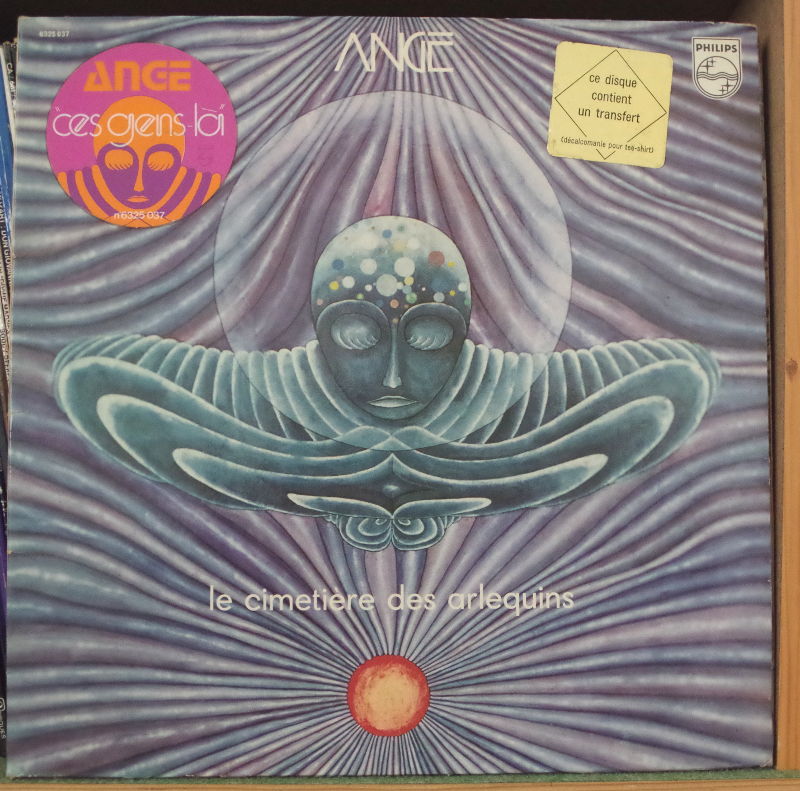 6325 037
ANGE
PHILIPS
ANGE
"ces gens-là"
n°6325 037
ce disque
contient
un transfert
(décalcomanie pour tee-shirt)
le cimetière des arlequins